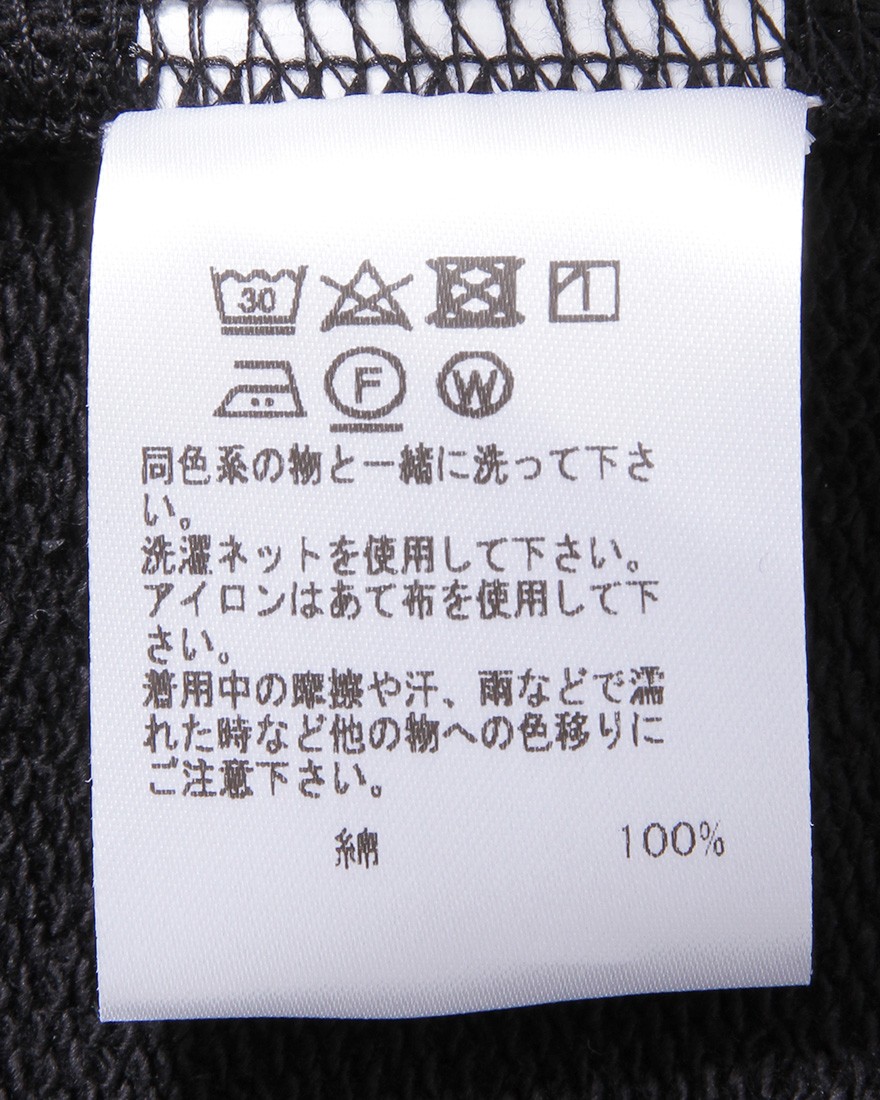 30
F W
同色系の物と一緒に洗って下さ
い。
洗濯ネットを使用して下さい。
アイロンはあて布を使用して下
さい。
着用中の摩擦や汗、雨などで濡
れた時など他の物への色移りに
ご注意下さい。
綿 100%